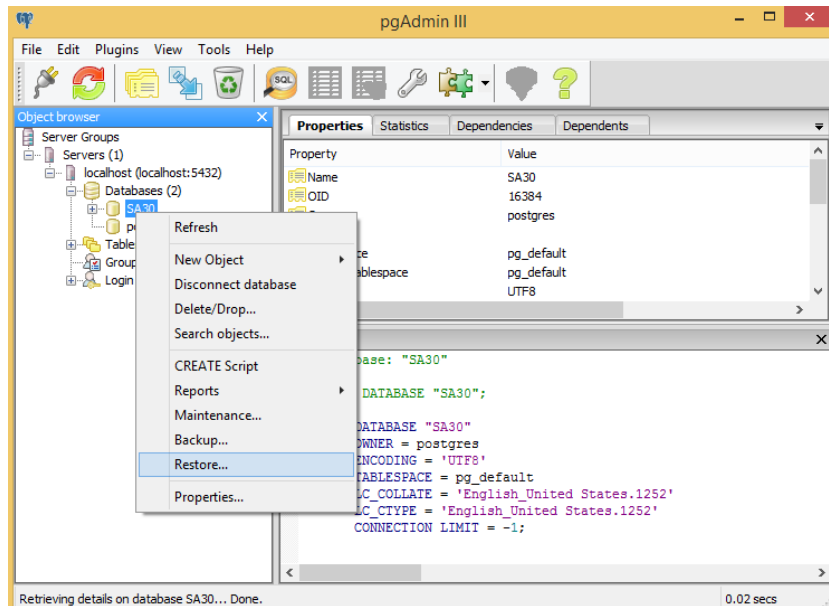 pgAdmin III
File Edit Plugins View Tools Help
SQL
Object browser
Server Groups
Servers (1)
localhost (localhost:5432)
Databases (2)
SA30
Table
Group
Login
Refresh
New Object
Disconnect database
Delete/Drop...
Search objects...
CREATE Script
Reports
Maintenance...
Backup...
Restore...
Properties...
Properties Statistics Dependencies Dependents
Property Value
Name SA30
OID 16384
postgres
ce pg_default
ablespace pg_default
UTF8
base: "SA30"
DATABASE "SA30";
DATABASE "SA30"
OWNER = postgres
ENCODING = 'UTF8'
TABLESPACE = pg_default
LC_COLLATE = 'English_United States.1252'
LC_CTYPE = 'English_United States.1252'
CONNECTION LIMIT = -1;
Retrieving details on database SA30... Done. 0.02 secs